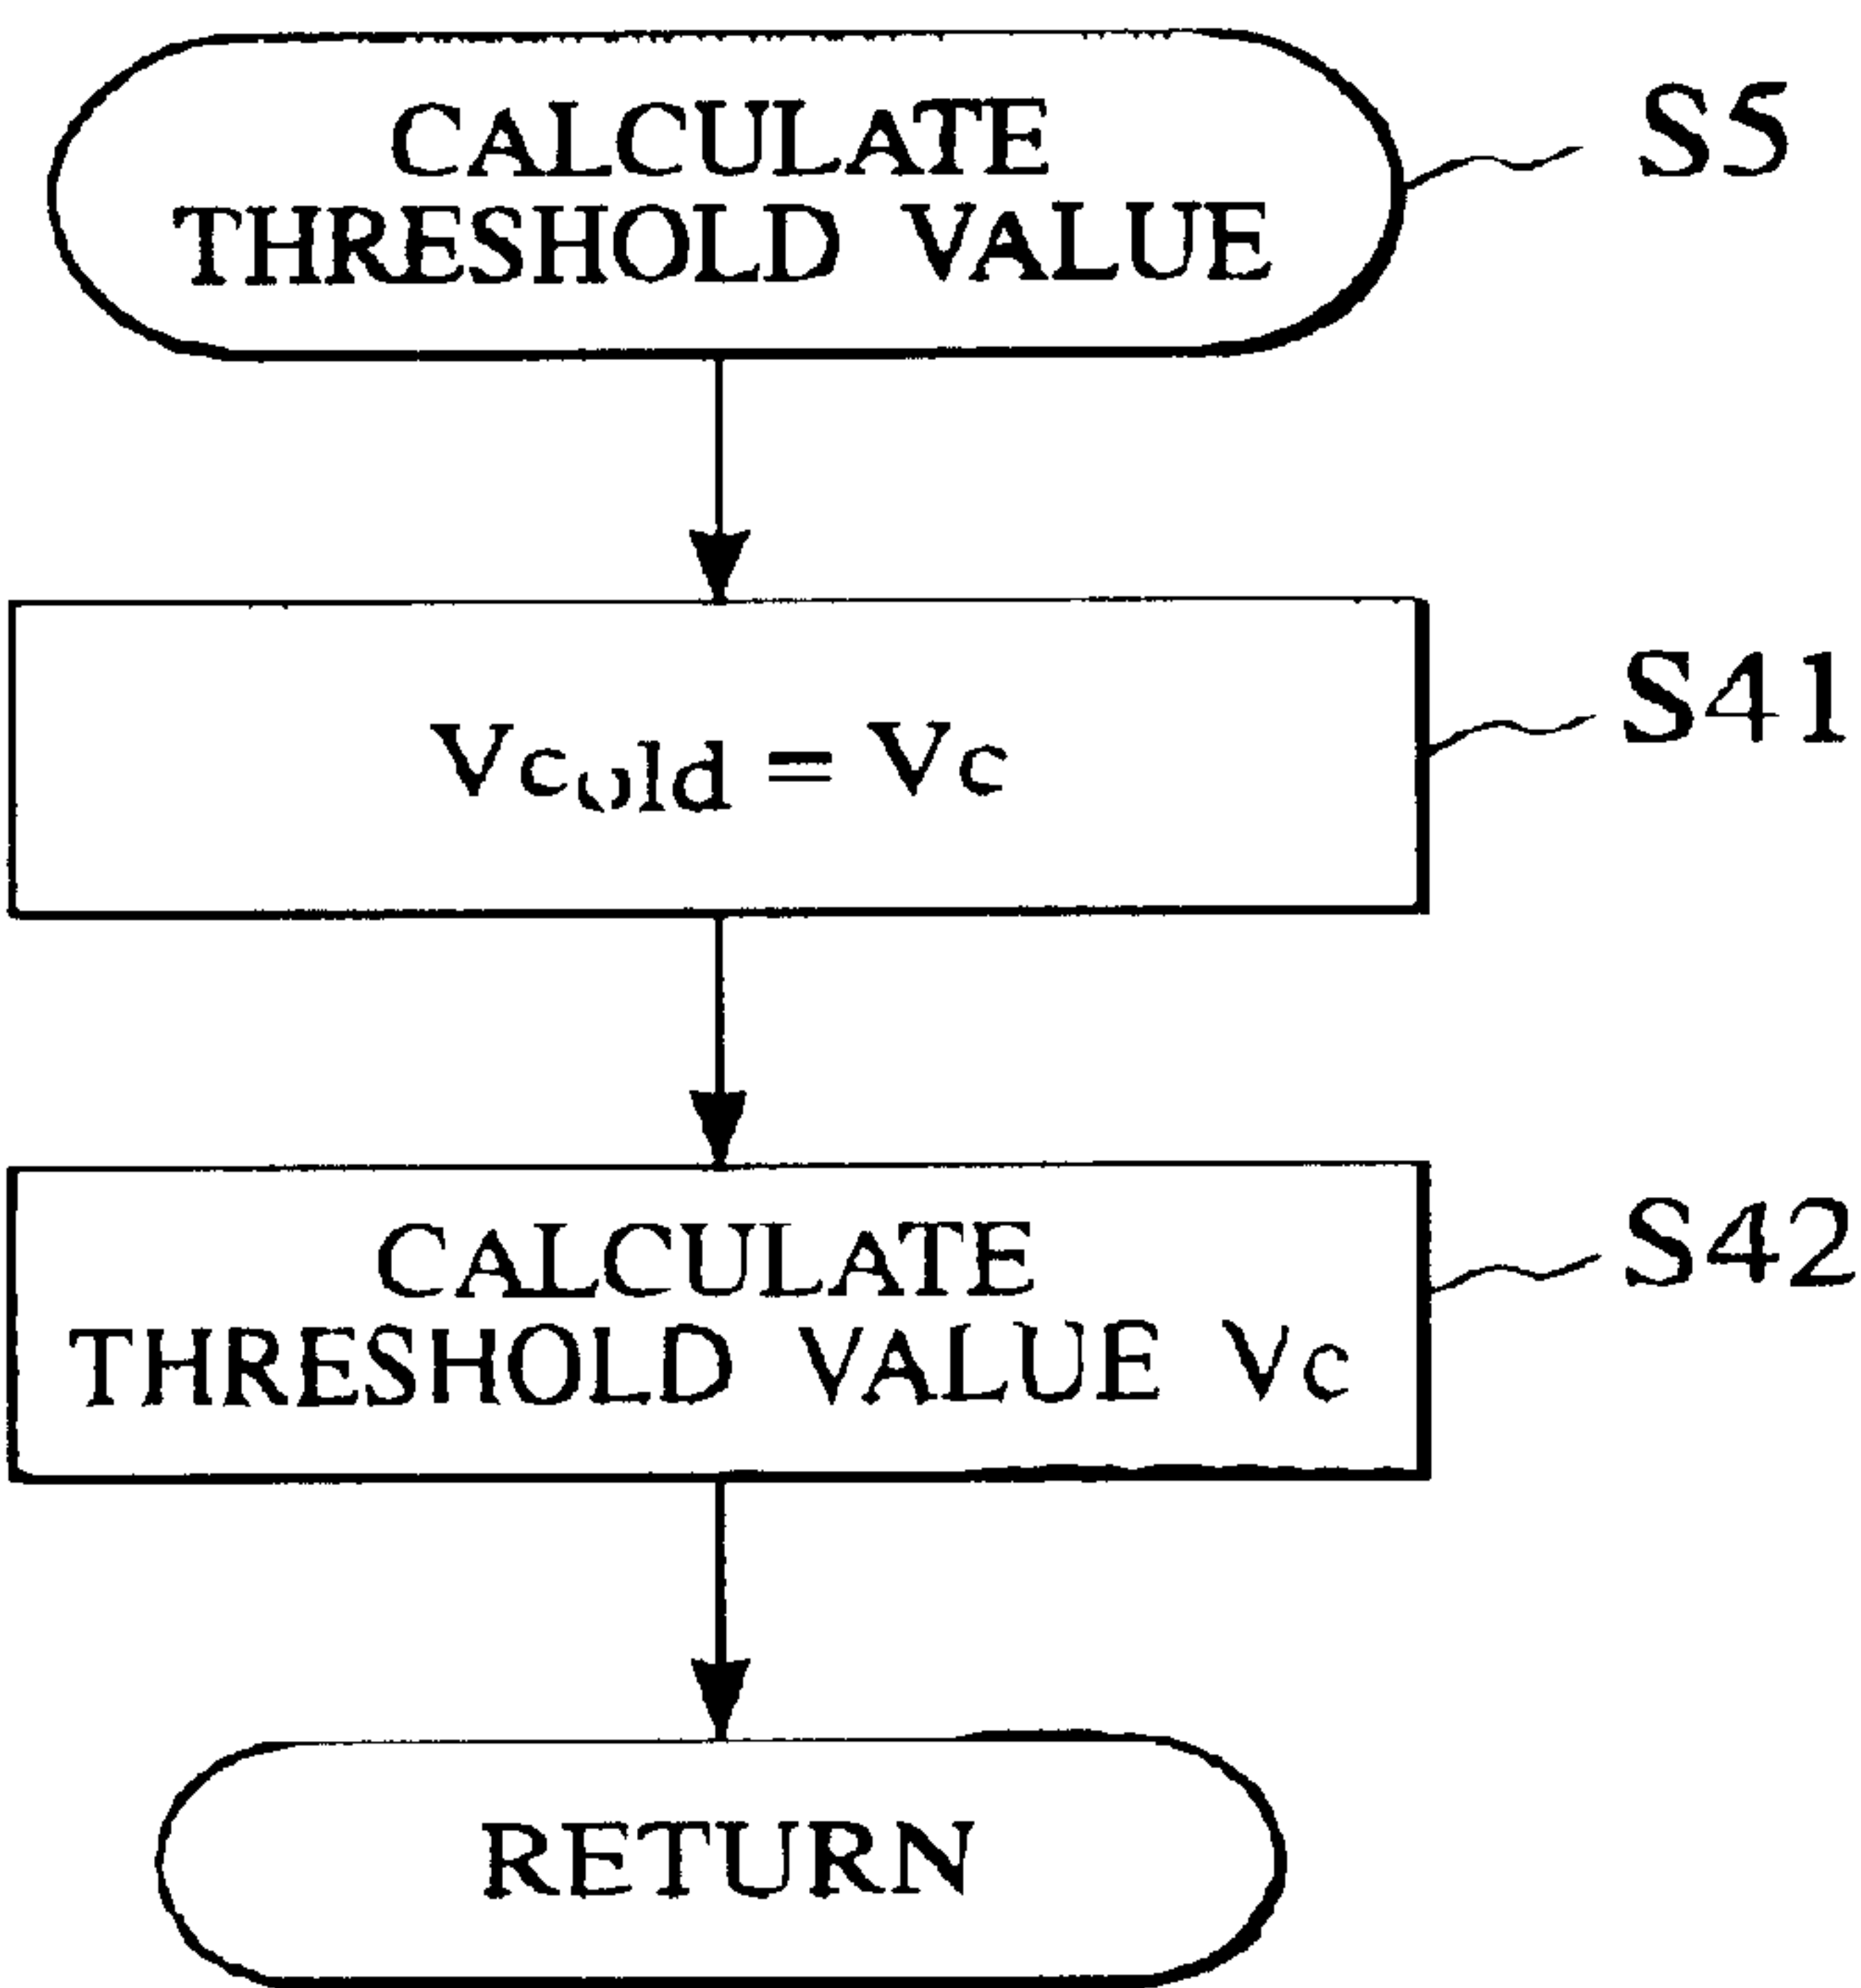 CALCULATE
THRESHOLD VALUE
S5
Vcold = Vc
S41
CALCULATE
THRESHOLD VALUE Vc
S42
RETURN